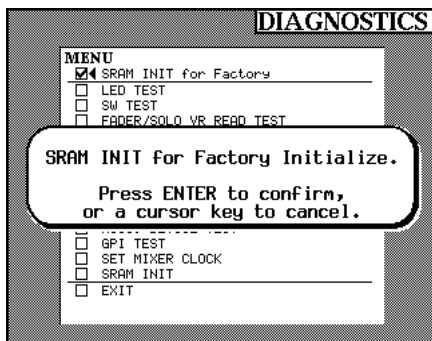 DIAGNOSTICS
MENU
SRAM INIT for Factory
LED TEST
SW TEST
FADER/SOLO VR READ TEST
SRAM INIT for Factory Initialize.
Press ENTER to confirm,
or a cursor key to cancel.
GPI TEST
SET MIXER CLOCK
SRAM INIT
EXIT